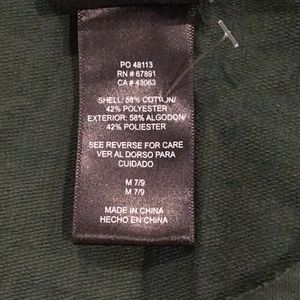 PO 48113
RN # 67891
CA # 43063
SHELL: 58% COTTON/
42% POLYESTER
EXTERIOR: 58% ALGODON/
42% POLIESTER
SEE REVERSE FOR CARE
VER AL DORSO PARA
CUIDADO
M 7/9
M 7/9
MADE IN CHINA
HECHO EN CHINA